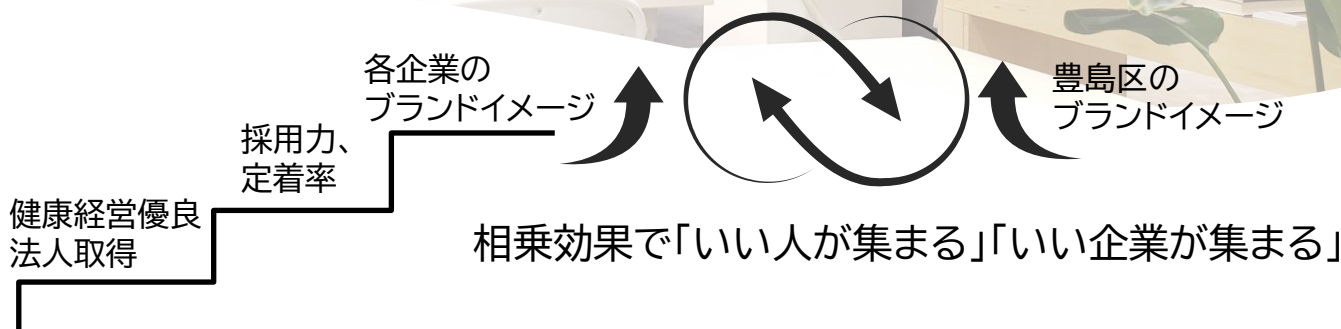 各企業の
ブランドイメージ
豊島区の
ブランドイメージ
採用力、
定着率
健康経営優良
法人取得
相乗効果で「いい人が集まる」「いい企業が集まる」